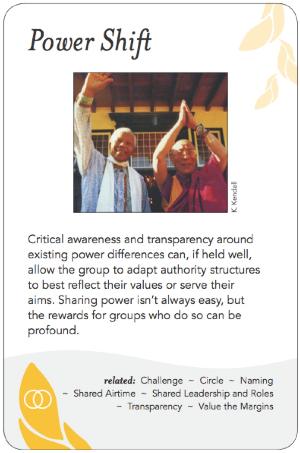 Power Shift
K. Kendall
Critical awareness and transparency around
existing power differences can, if held well,
allow the group to adapt authority structures
to best reflect their values or serve their
aims. Sharing power isn't always easy, but
the rewards for groups who do so can be
profound.
related: Challenge ~ Circle ~ Naming
~ Shared Airtime ~ Shared Leadership and Roles
~ Transparency ~ Value the Margins